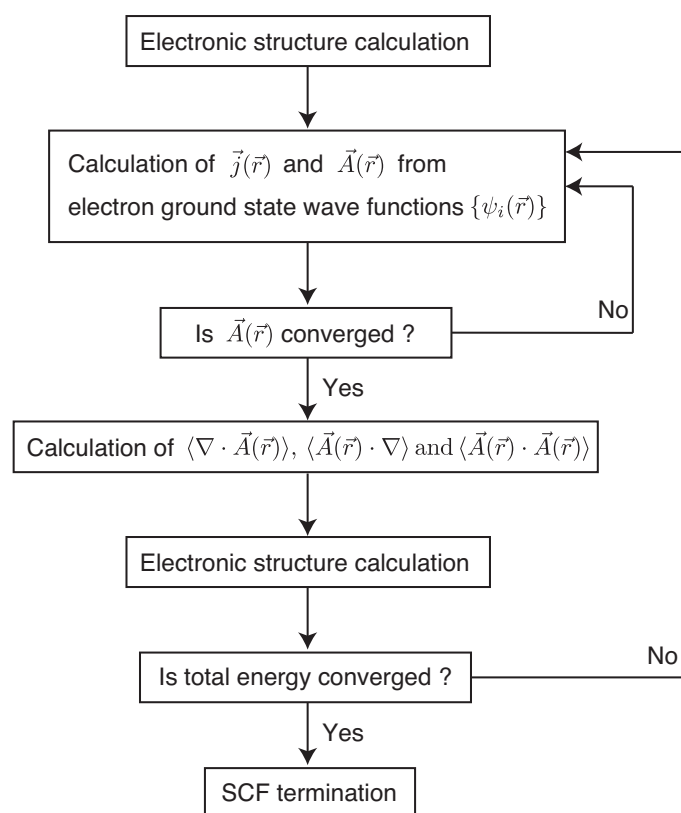 Electronic structure calculation
Calculation of $\vec{j}(\vec{r})$ and $\vec{A}(\vec{r})$ from
electron ground state wave functions $\{\psi_i(\vec{r})\}$
No
Is $\vec{A}(\vec{r})$ converged ?
Yes
Calculation of $\langle \nabla \cdot \vec{A}(\vec{r}) \rangle$, $\langle \vec{A}(\vec{r}) \cdot \nabla \rangle$ and $\langle \vec{A}(\vec{r}) \cdot \vec{A}(\vec{r}) \rangle$
Electronic structure calculation
No
Is total energy converged ?
Yes
SCF termination